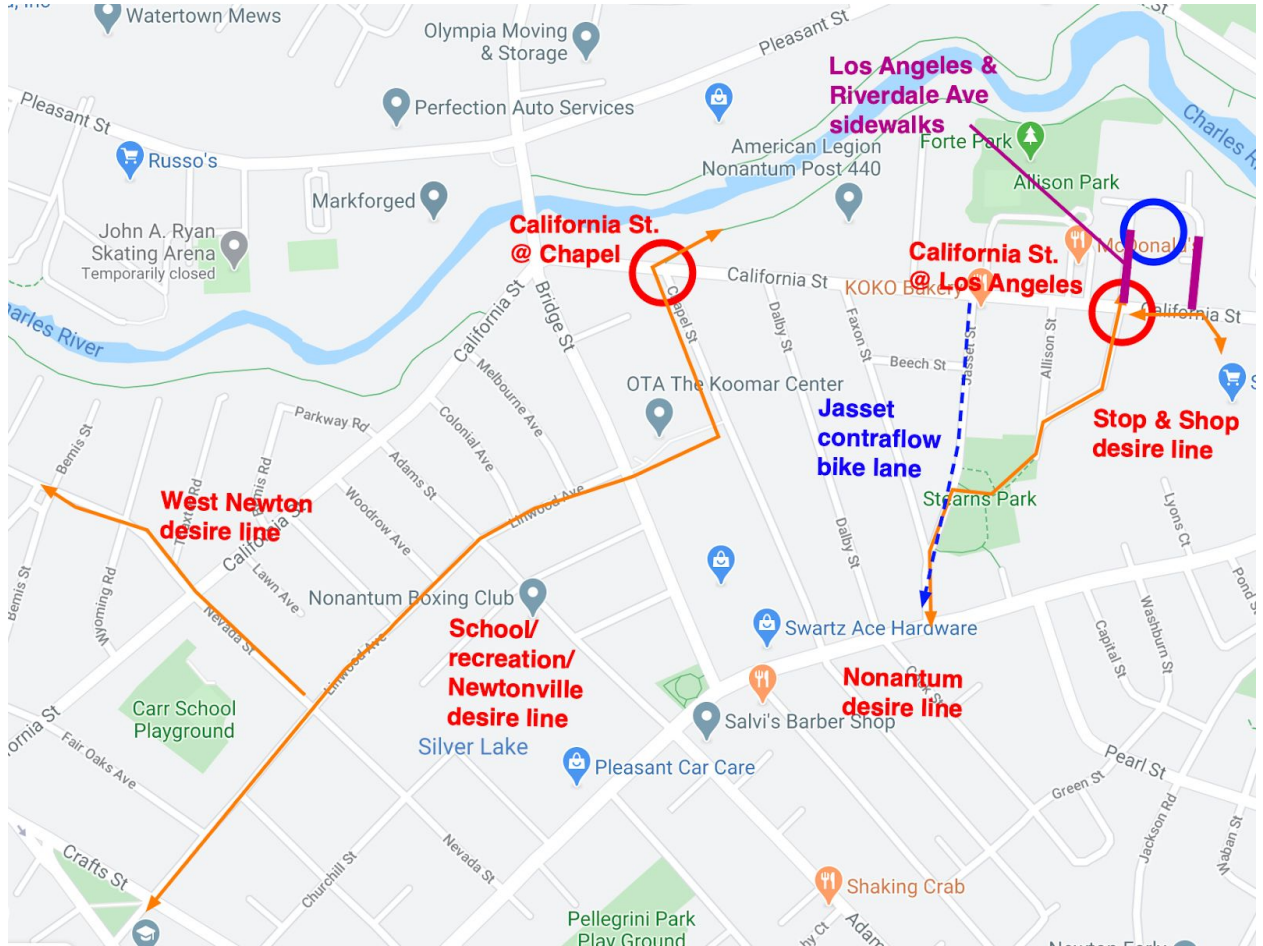 Watertown Mews
Olympia Moving
& Storage
Pleasant St
Los Angeles &
Riverdale Ave
sidewalks
Pleasant St
Perfection Auto Services
Russo's
American Legion
Nonantum Post 440
Forte Park
Charles
Allison Park
Markforged
John A. Ryan
Skating Arena
Temporarily closed
California St.
@ Chapel
California St.
@ Los Angeles
McDonald's
California St
KOKO Bakery
California St
Charles River
California St
Bridge St
Chapel St
Dalby St
Faxon St
Beech St
Jasset St
Allison St
Melbourne Ave
OTA The Koomar Center
Parkway Rd
Colonial Ave
Adams St
Jasset
contraflow
bike lane
Stop & Shop
desire line
Bemis St
West Newton
desire line
Bemis Rd
California St
Woodrow Ave
Linwood Ave
Stearns Park
Lyons Ct
Dalby St
Lawn Ave
Bemis St
Wyoming Rd
Nevada St
Nonantum Boxing Club
School/
recreation/
Newtonville
desire line
Linwood Ave
Swartz Ace Hardware
Nonantum
desire line
Washburn St
Capital St
Pond St
Carr School
Playground
Salvi's Barber Shop
Silver Lake
Pleasant Car Care
Fair Oaks Ave
Pearl St
Green St
Jackson Rd
Maban St
Crafts St
Churchill St
Nevada St
Shaking Crab
Pellegrini Park
Play Ground